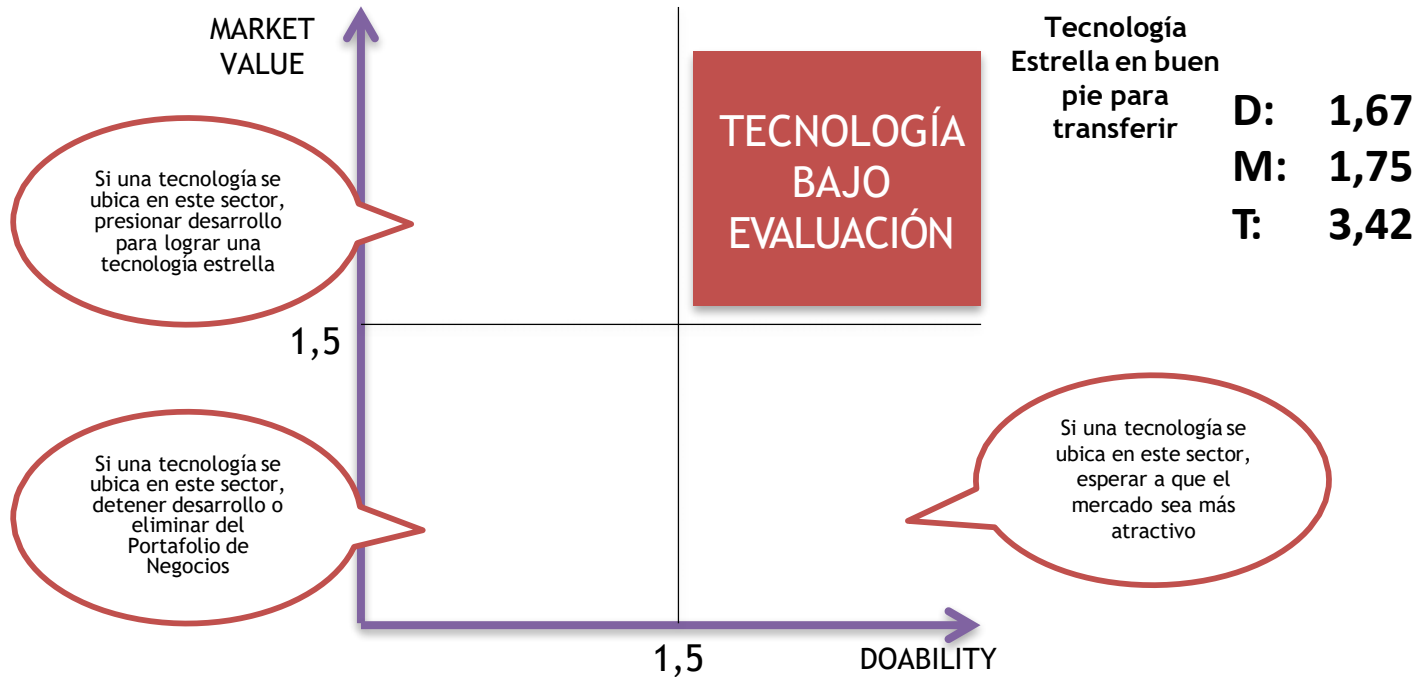 MARKET
VALUE
Si una tecnología se
ubica en este sector,
presionar desarrollo
para lograr una
tecnología estrella
TECNOLOGÍA
BAJO
EVALUACIÓN
Tecnología
Estrella en buen
pie para
transferir
D: 1,67
M: 1,75
T: 3,42
1,5
Si una tecnología se
ubica en este sector,
detener desarrollo o
eliminar del
Portafolio de
Negocios
Si una tecnología se
ubica en este sector,
esperar a que el
mercado sea más
atractivo
1,5
DOABILITY